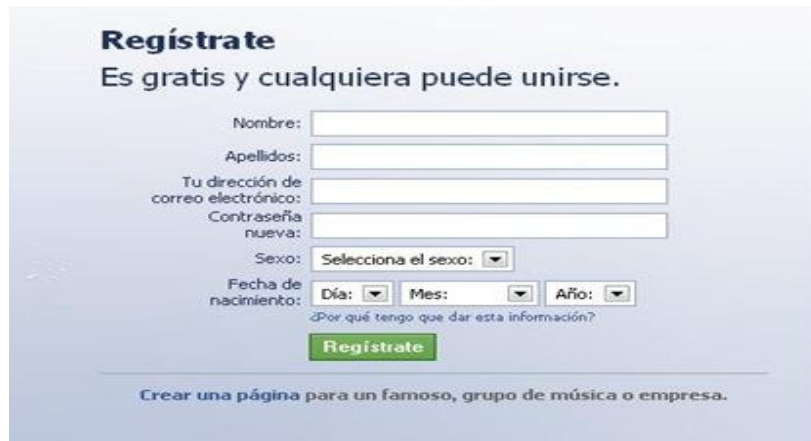 Regístrate
Es gratis y cualquiera puede unirse.
Nombre:
Apellidos:
Tu dirección de
correo electrónico:
Contraseña
nueva:
Sexo: Selecciona el sexo:
Fecha de
nacimiento: Día: Mes: Año:
¿Por qué tengo que dar esta información?
Regístrate
Crear una página para un famoso, grupo de música o empresa.